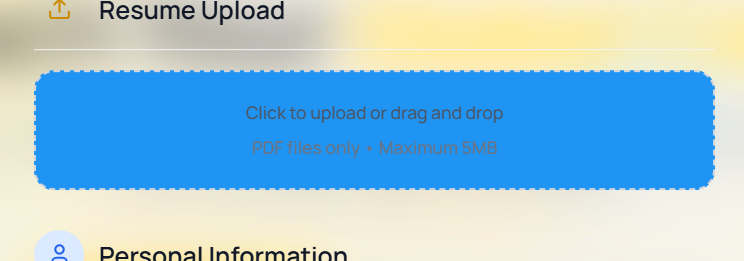 Resume Upload
Click to upload or drag and drop
PDF files only • Maximum 5MB
Personal Information